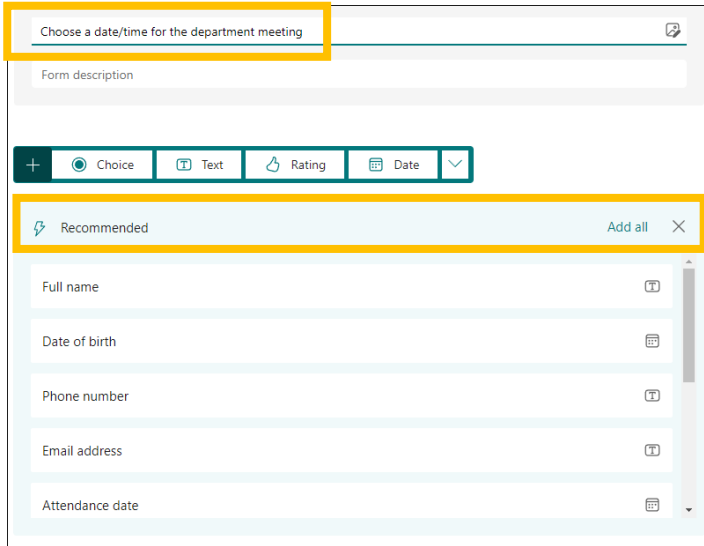 Choose a date/time for the department meeting
Form description
Choice Text Rating Date
Recommended Add all
Full name
Date of birth
Phone number
Email address
Attendance date